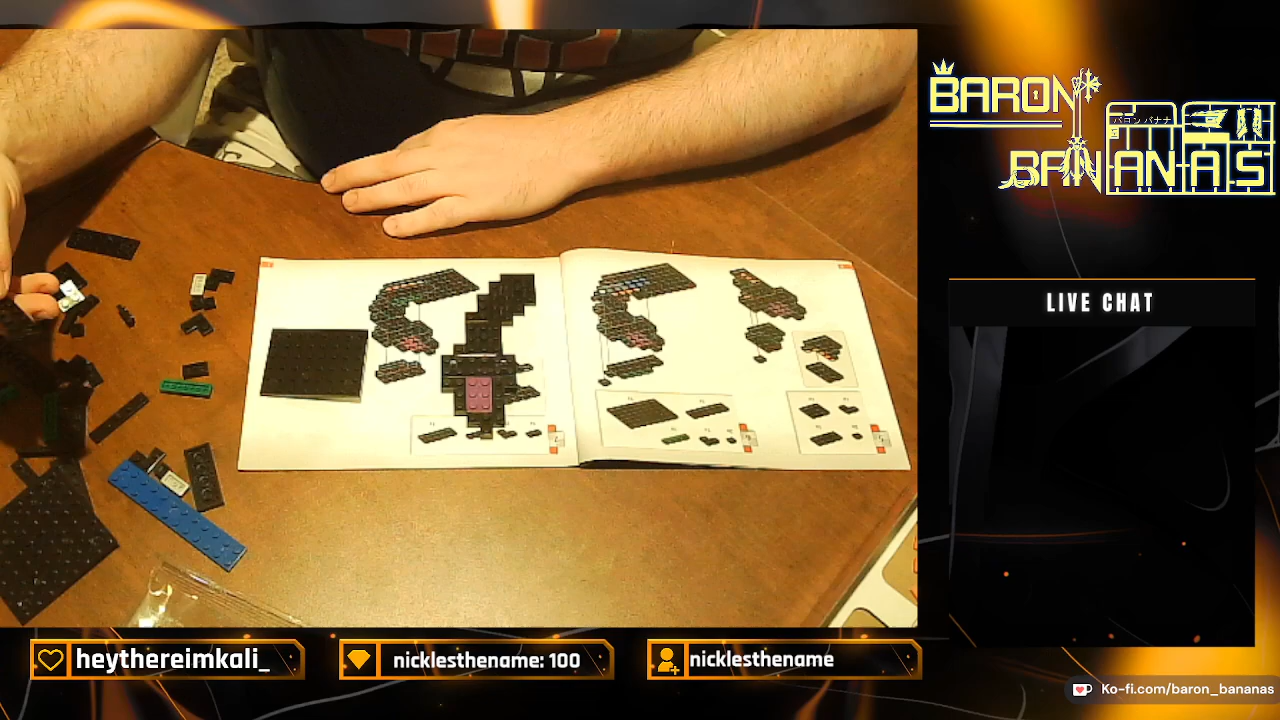 BARON
バロンバナナ
BANANAS
LIVE CHAT
heythereimkali_
nicklesthename: 100
nicklesthename
Ko-fi.com/baron_bananas